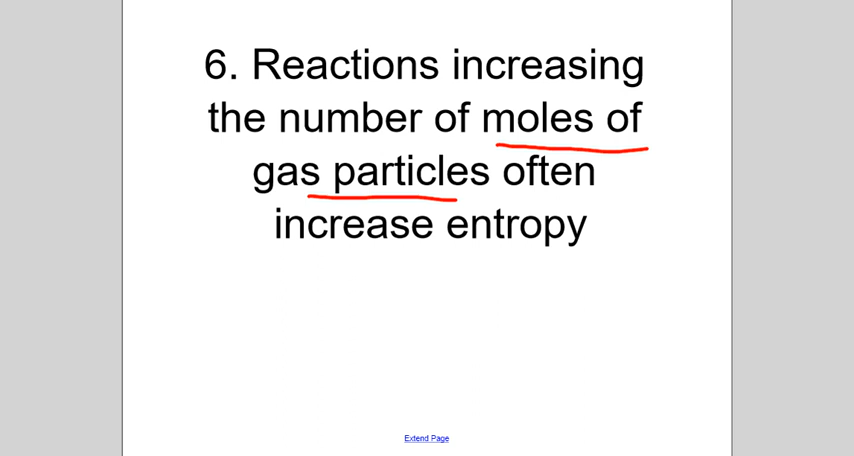 6. Reactions increasing
the number of moles of
gas particles often
increase entropy
Extend Page